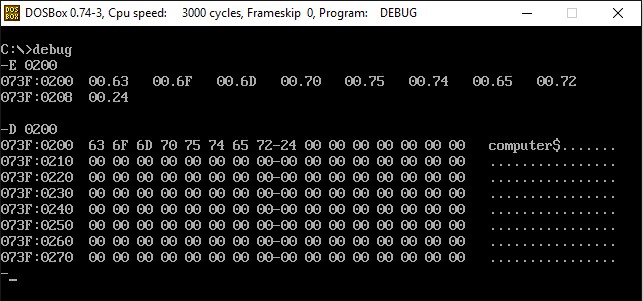 DOSBox 0.74-3, Cpu speed: 3000 cycles, Frameskip 0, Program: DEBUG
C:\>debug
-E 0200
073F:0200 00.63 00.6F 00.6D 00.70 00.75 00.74 00.65 00.72
073F:0208 00.24
-D 0200
073F:0200 63 6F 6D 70 75 74 65 72-24 00 00 00 00 00 00 00 computer$.......
073F:0210 00 00 00 00 00 00 00 00-00 00 00 00 00 00 00 00 ................
073F:0220 00 00 00 00 00 00 00 00-00 00 00 00 00 00 00 00 ................
073F:0230 00 00 00 00 00 00 00 00-00 00 00 00 00 00 00 00 ................
073F:0240 00 00 00 00 00 00 00 00-00 00 00 00 00 00 00 00 ................
073F:0250 00 00 00 00 00 00 00 00-00 00 00 00 00 00 00 00 ................
073F:0260 00 00 00 00 00 00 00 00-00 00 00 00 00 00 00 00 ................
073F:0270 00 00 00 00 00 00 00 00-00 00 00 00 00 00 00 00 ................
-_